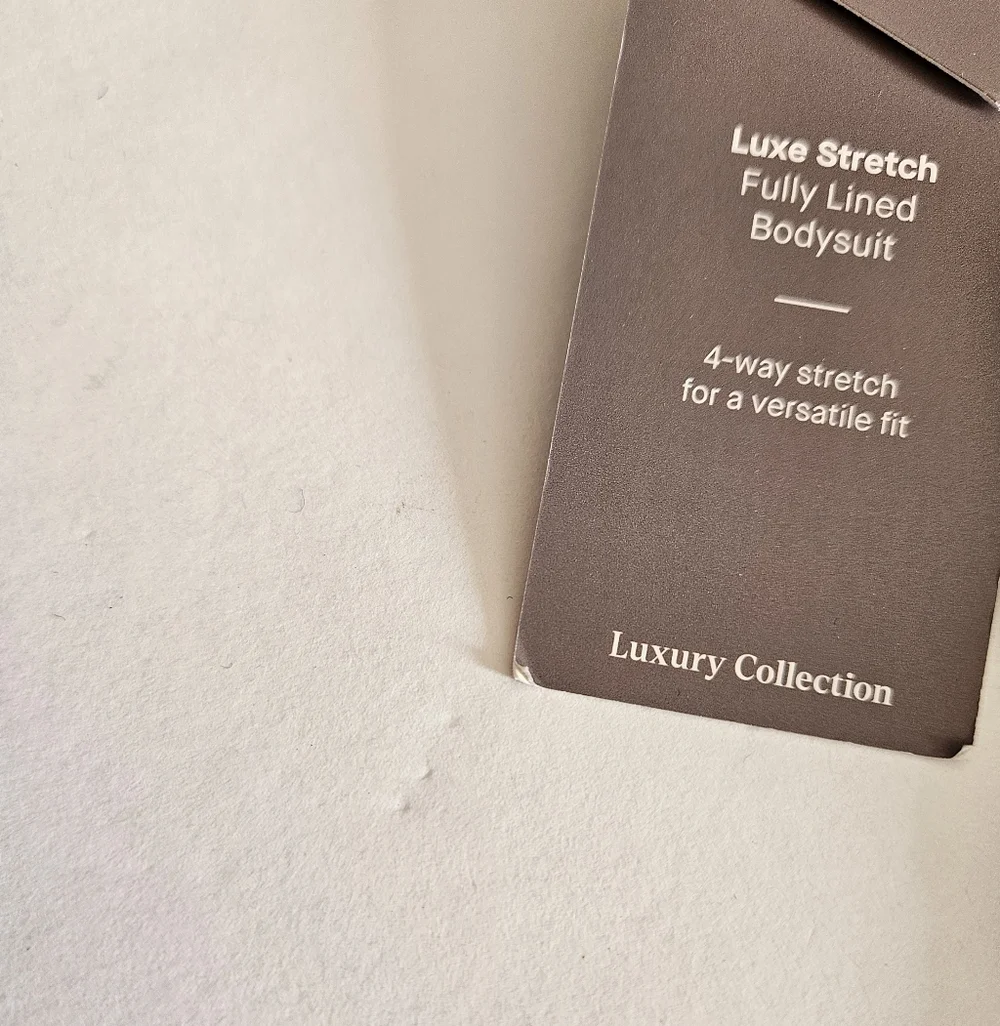 Luxe Stretch
Fully Lined
Bodysuit
4-way stretch
for a versatile fit
Luxury Collection